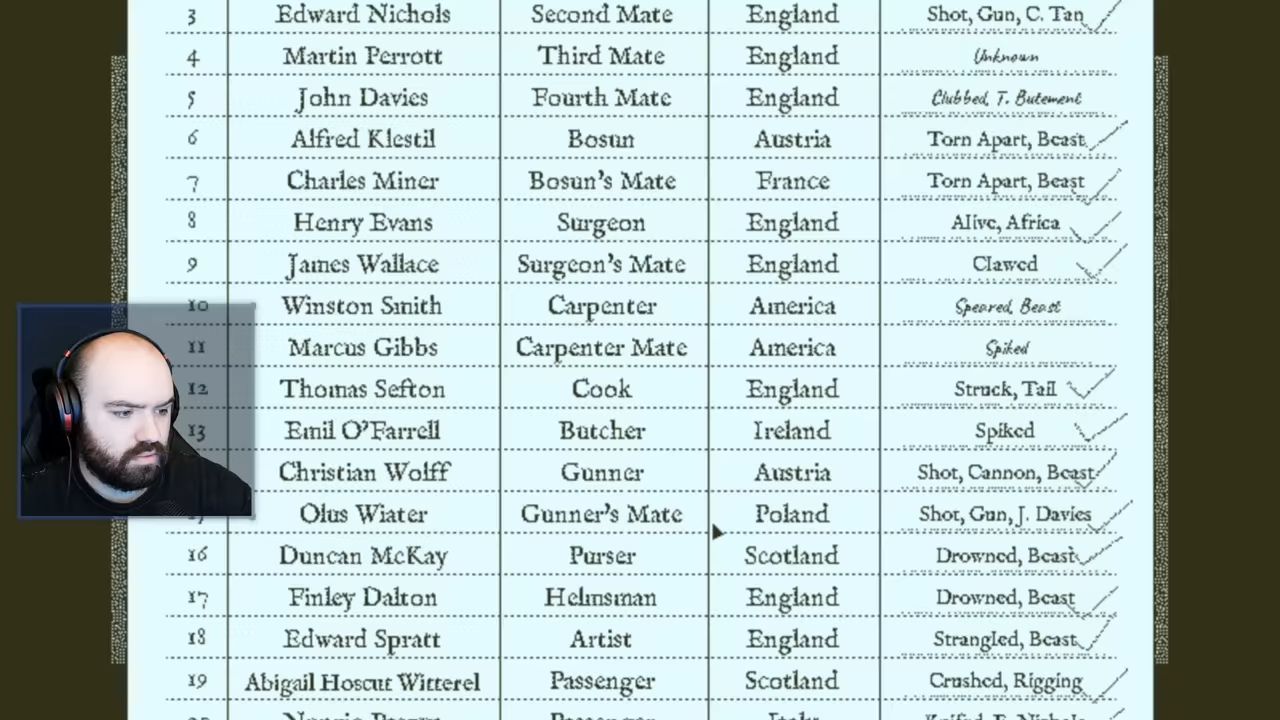 3 Edward Nichols Second Mate England Shot, Gun, C. Tan
4 Martin Perrott Third Mate England Unknown
5 John Davies Fourth Mate England Clubbed, T. Butement
6 Alfred Klestil Bosun Austria Torn Apart, Beast
7 Charles Miner Bosun's Mate France Torn Apart, Beast
8 Henry Evans Surgeon England Alive, Africa
9 James Wallace Surgeon's Mate England Clawed
10 Winston Smith Carpenter America Speared, Beast
11 Marcus Gibbs Carpenter Mate America Spiked
12 Thomas Sefton Cook England Struck, Tail
13 Emil O'Farrell Butcher Ireland Spiked
Christian Wolff Gunner Austria Shot, Cannon, Beast
Olus Wiater Gunner's Mate Poland Shot, Gun, J. Davies
16 Duncan McKay Purser Scotland Drowned, Beast
17 Finley Dalton Helmsman England Drowned, Beast
18 Edward Spratt Artist England Strangled, Beast
19 Abigail Hoscut Witterel Passenger Scotland Crushed, Rigging
Passenger Italy